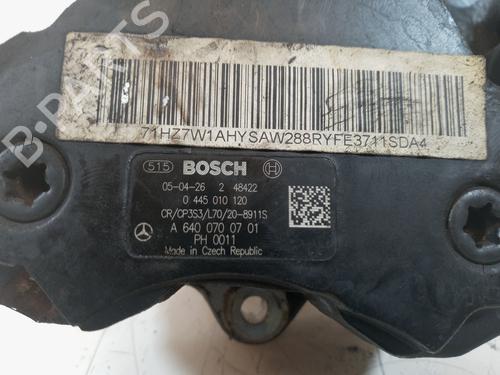 B-PARTS
71HZ7W1AHYSAW288RYFE3711SDA4
515 BOSCH
05-04-26 2 48422
0 445 010 120
CR/CP3S3/L70/20-8911S
A 640 070 07 01
PH 0011
Made in Czech Republic